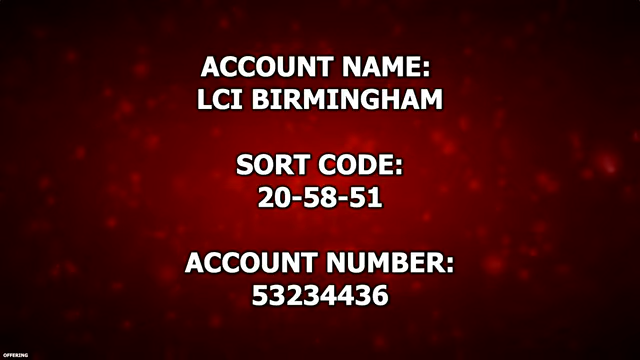 ACCOUNT NAME:
LCI BIRMINGHAM
SORT CODE:
20-58-51
ACCOUNT NUMBER:
53234436
OFFERING